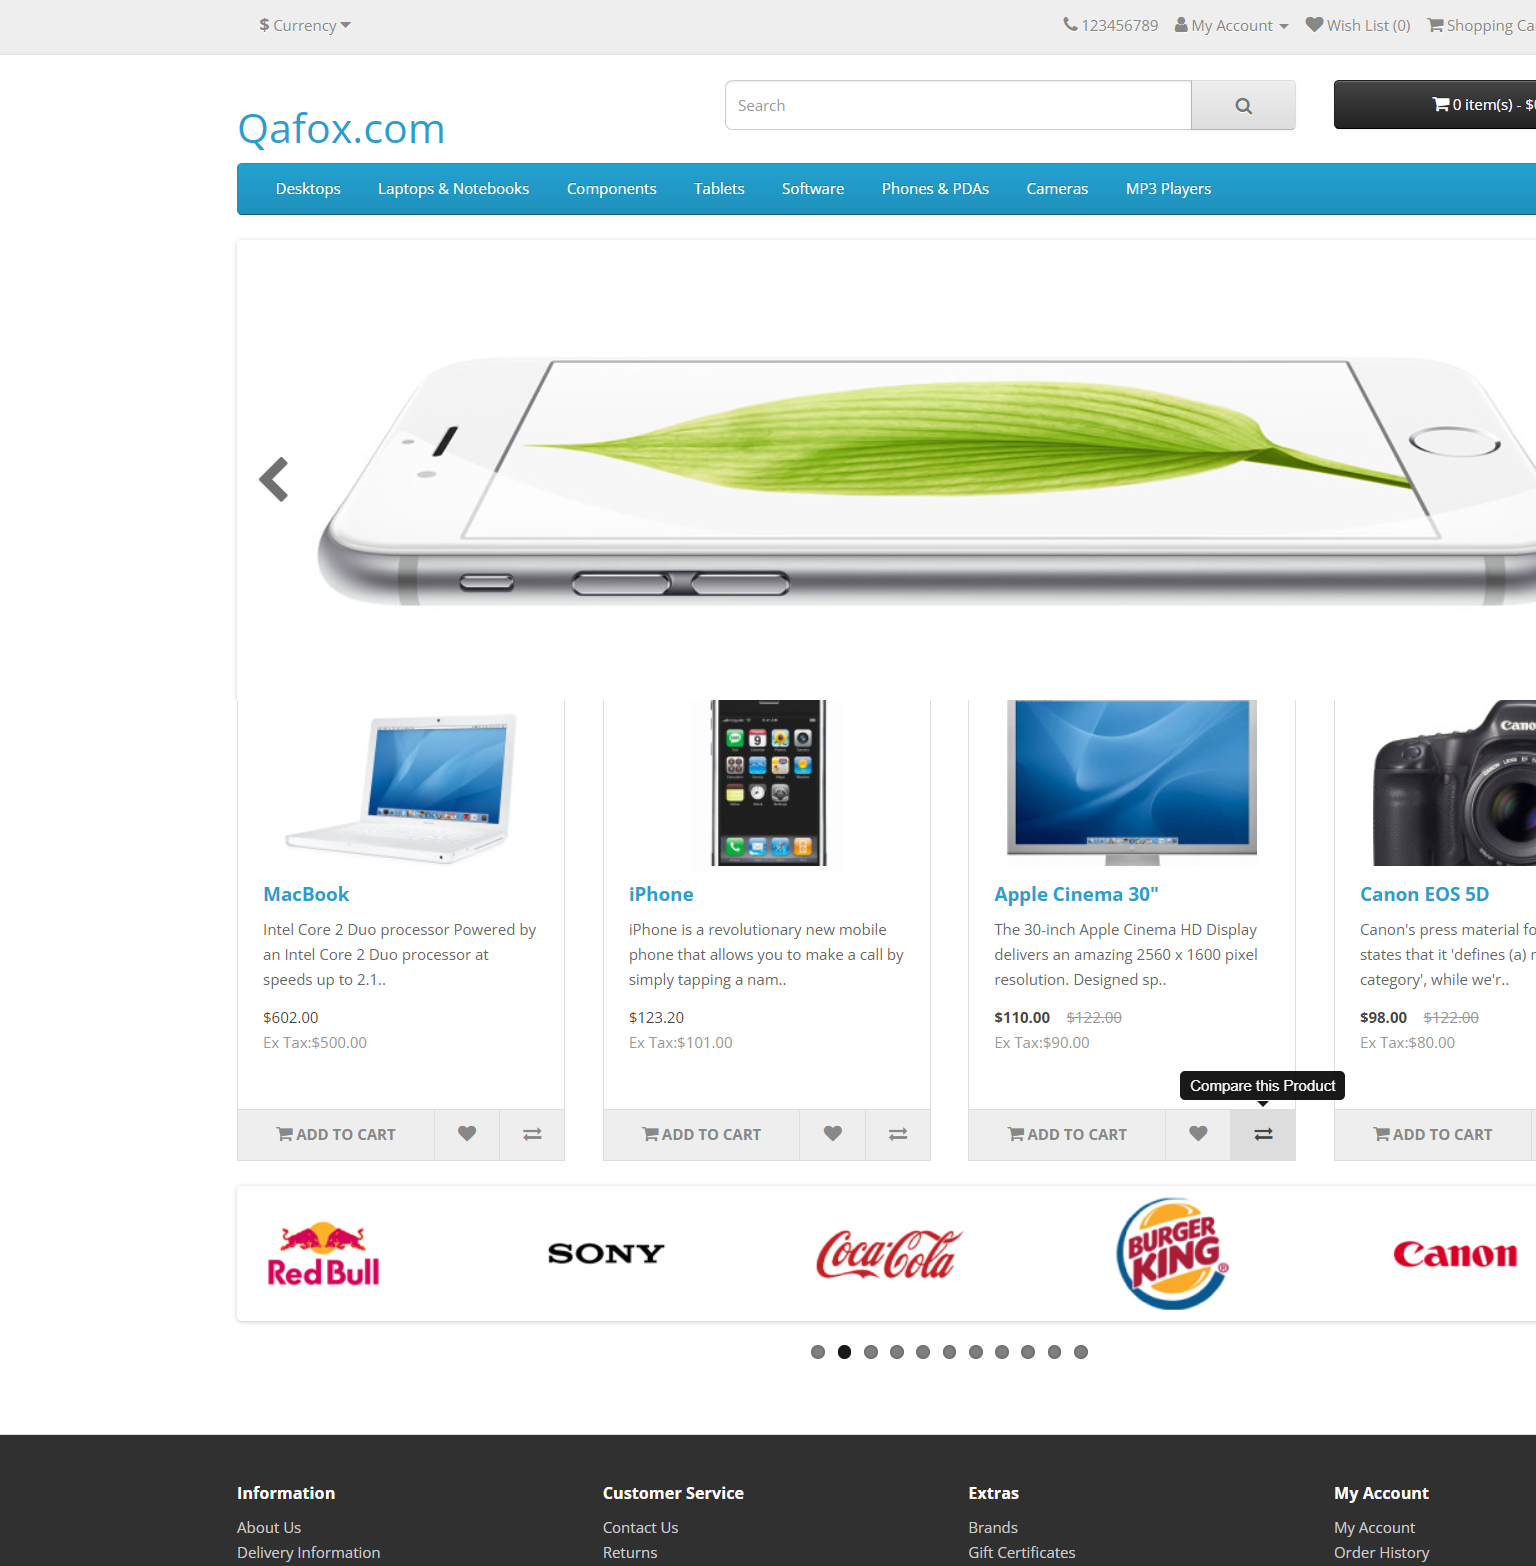 $ Currency
123456789 My Account Wish List (0) Shopping Ca
Search
0 item(s) - $
Qafox.com
Desktops Laptops & Notebooks Components Tablets Software Phones & PDAs Cameras MP3 Players
MacBook
Intel Core 2 Duo processor Powered by
an Intel Core 2 Duo processor at
speeds up to 2.1..
$602.00
Ex Tax:$500.00
ADD TO CART
iPhone
iPhone is a revolutionary new mobile
phone that allows you to make a call by
simply tapping a nam..
$123.20
Ex Tax:$101.00
ADD TO CART
Apple Cinema 30"
The 30-inch Apple Cinema HD Display
delivers an amazing 2560 x 1600 pixel
resolution. Designed sp..
$110.00 $122.00
Ex Tax:$90.00
Compare this Product
ADD TO CART
Cano
Canon EOS 5D
Canon's press material fo
states that it 'defines (a)
category', while we'r..
$98.00 $122.00
Ex Tax:$80.00
ADD TO CART
Red Bull
SONY
Coca-Cola
BURGER
KING
Canon
Information
About Us
Delivery Information
Customer Service
Contact Us
Returns
Extras
Brands
Gift Certificates
My Account
My Account
Order History